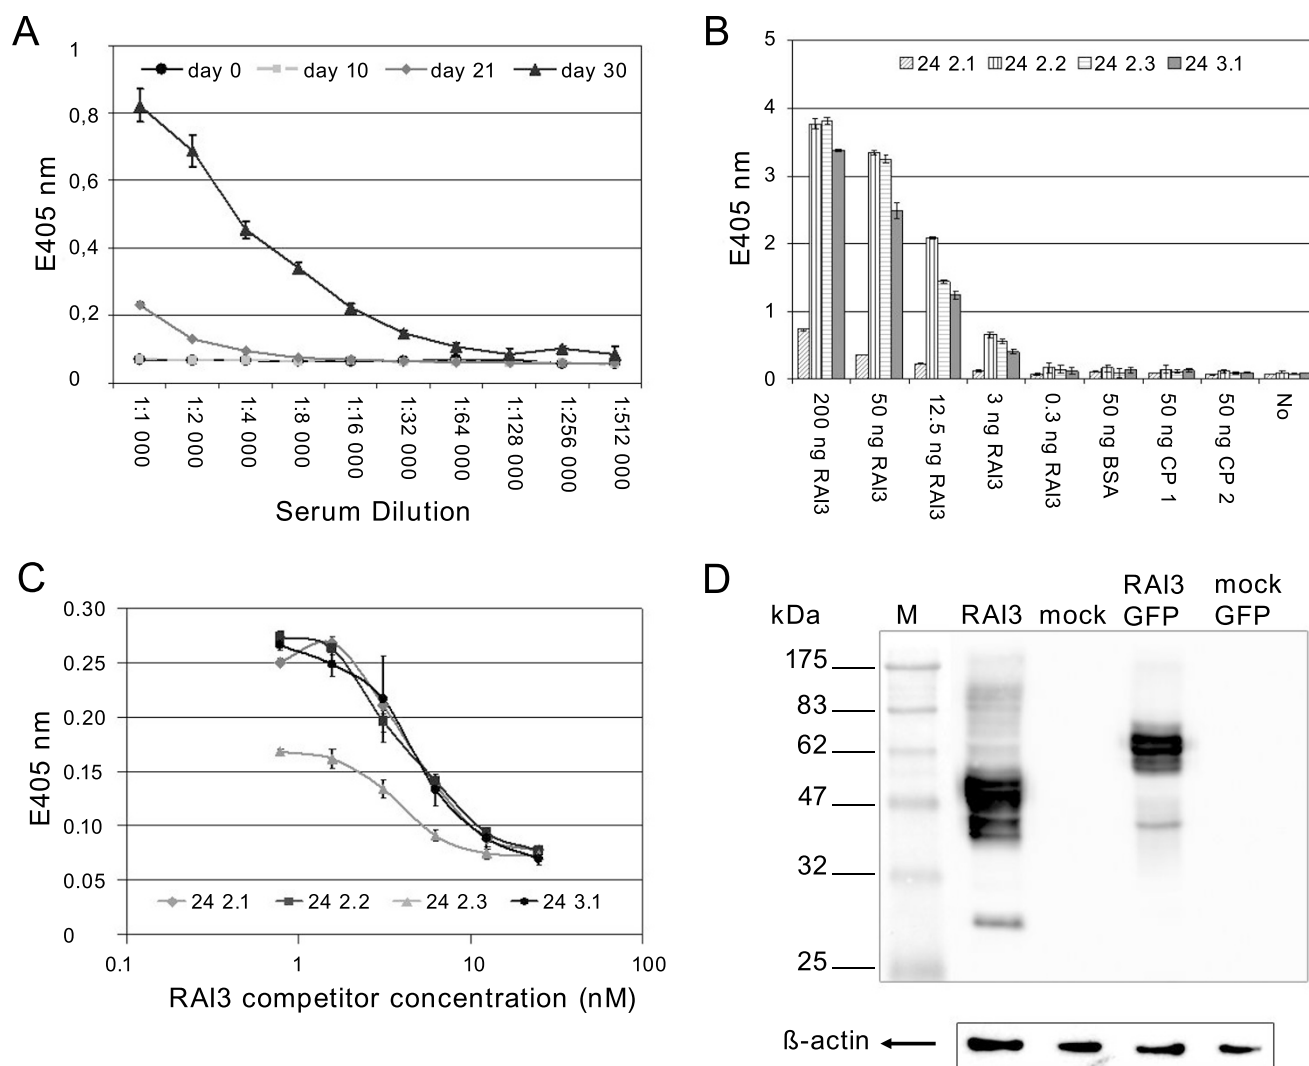 A
1
0,8
0,6
0,4
0,2
0
E405 nm
day 0 day 10 day 21 day 30
1:1 000
1:2 000
1:4 000
1:8 000
1:16 000
1:32 000
1:64 000
1:128 000
1:256 000
1:512 000
Serum Dilution
B
5
4
3
2
1
0
E405 nm
24 2.1 24 2.2 24 2.3 24 3.1
200 ng RAI3
50 ng RAI3
12.5 ng RAI3
3 ng RAI3
0.3 ng RAI3
50 ng BSA
50 ng CP 1
50 ng CP 2
No
C
0.30
0.25
0.20
0.15
0.10
0.05
0
E405 nm
24 2.1 24 2.2 24 2.3 24 3.1
0.1 1 10 100
RAI3 competitor concentration (nM)
D
kDa M RAI3 mock RAI3 GFP mock GFP
175
83
62
47
32
25
ß-actin